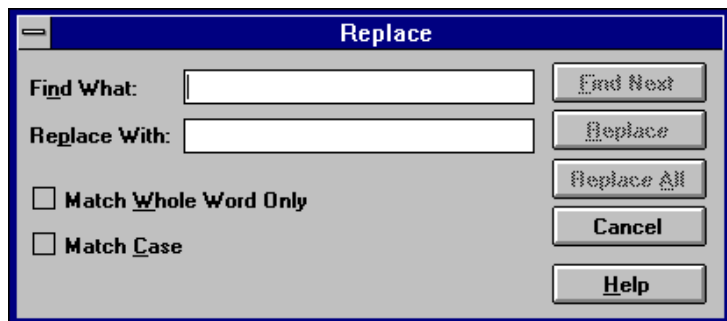 Replace
Find What:
Find Next
Replace With:
Replace
Replace All
Match Whole Word Only
Cancel
Match Case
Help